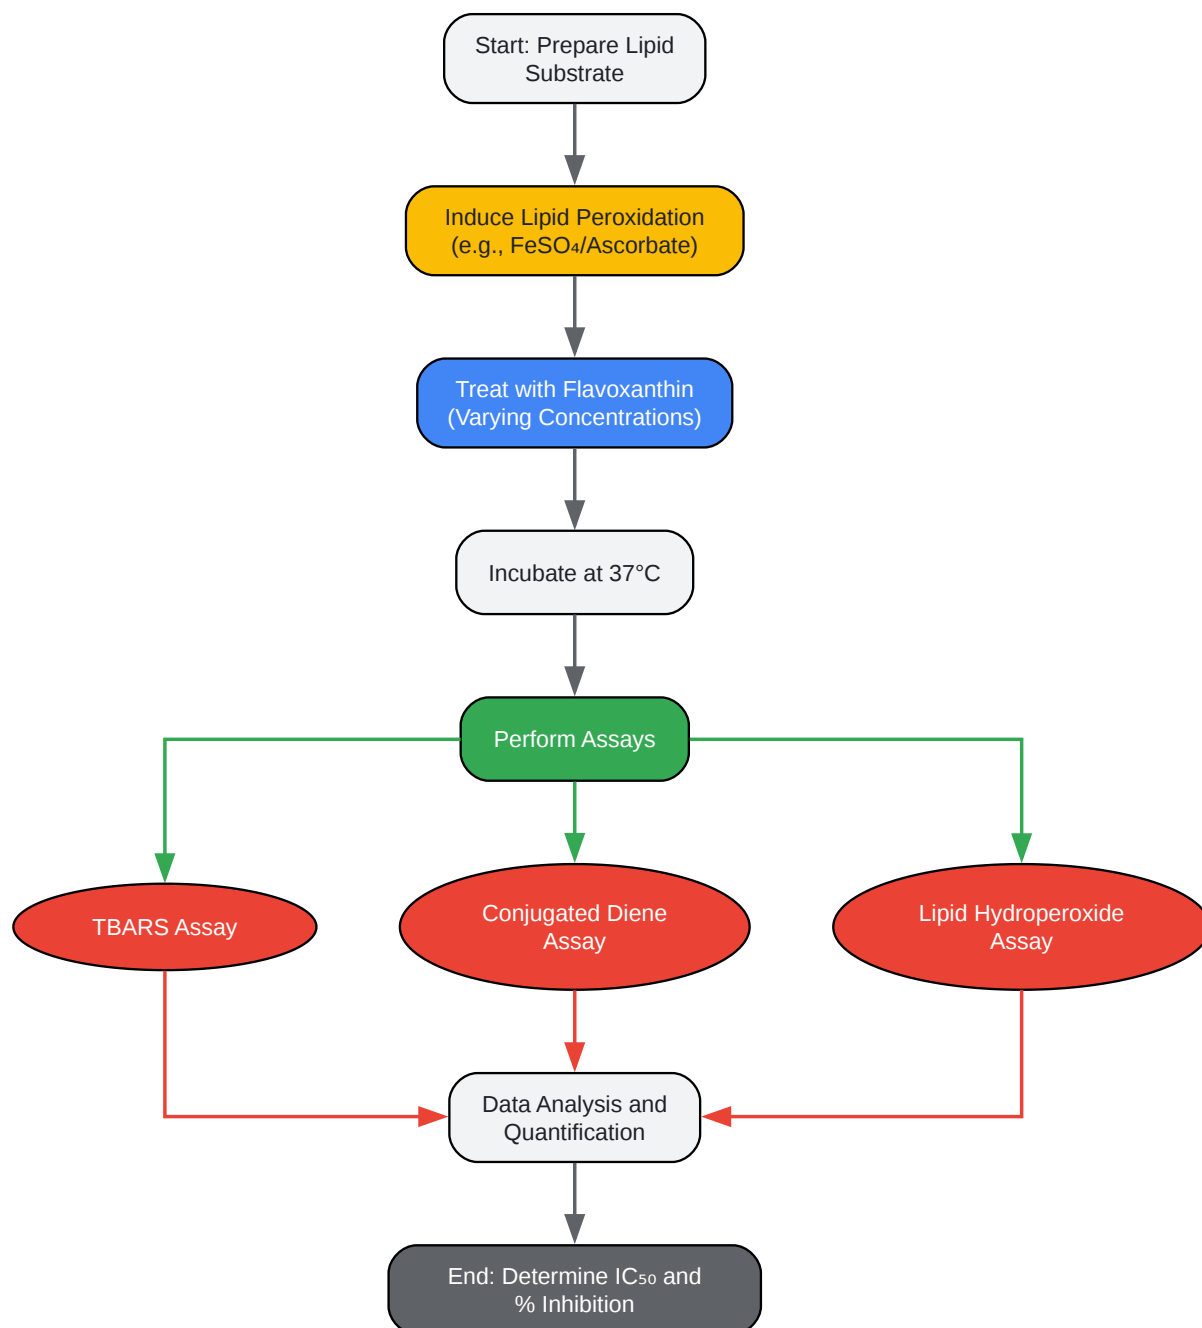 Start: Prepare Lipid
Substrate
Induce Lipid Peroxidation
(e.g., FeSO₄/Ascorbate)
Treat with Flavoxanthin
(Varying Concentrations)
Incubate at 37°C
Perform Assays
TBARS Assay
Conjugated Diene
Assay
Lipid Hydroperoxide
Assay
Data Analysis and
Quantification
End: Determine IC₅₀ and
% Inhibition